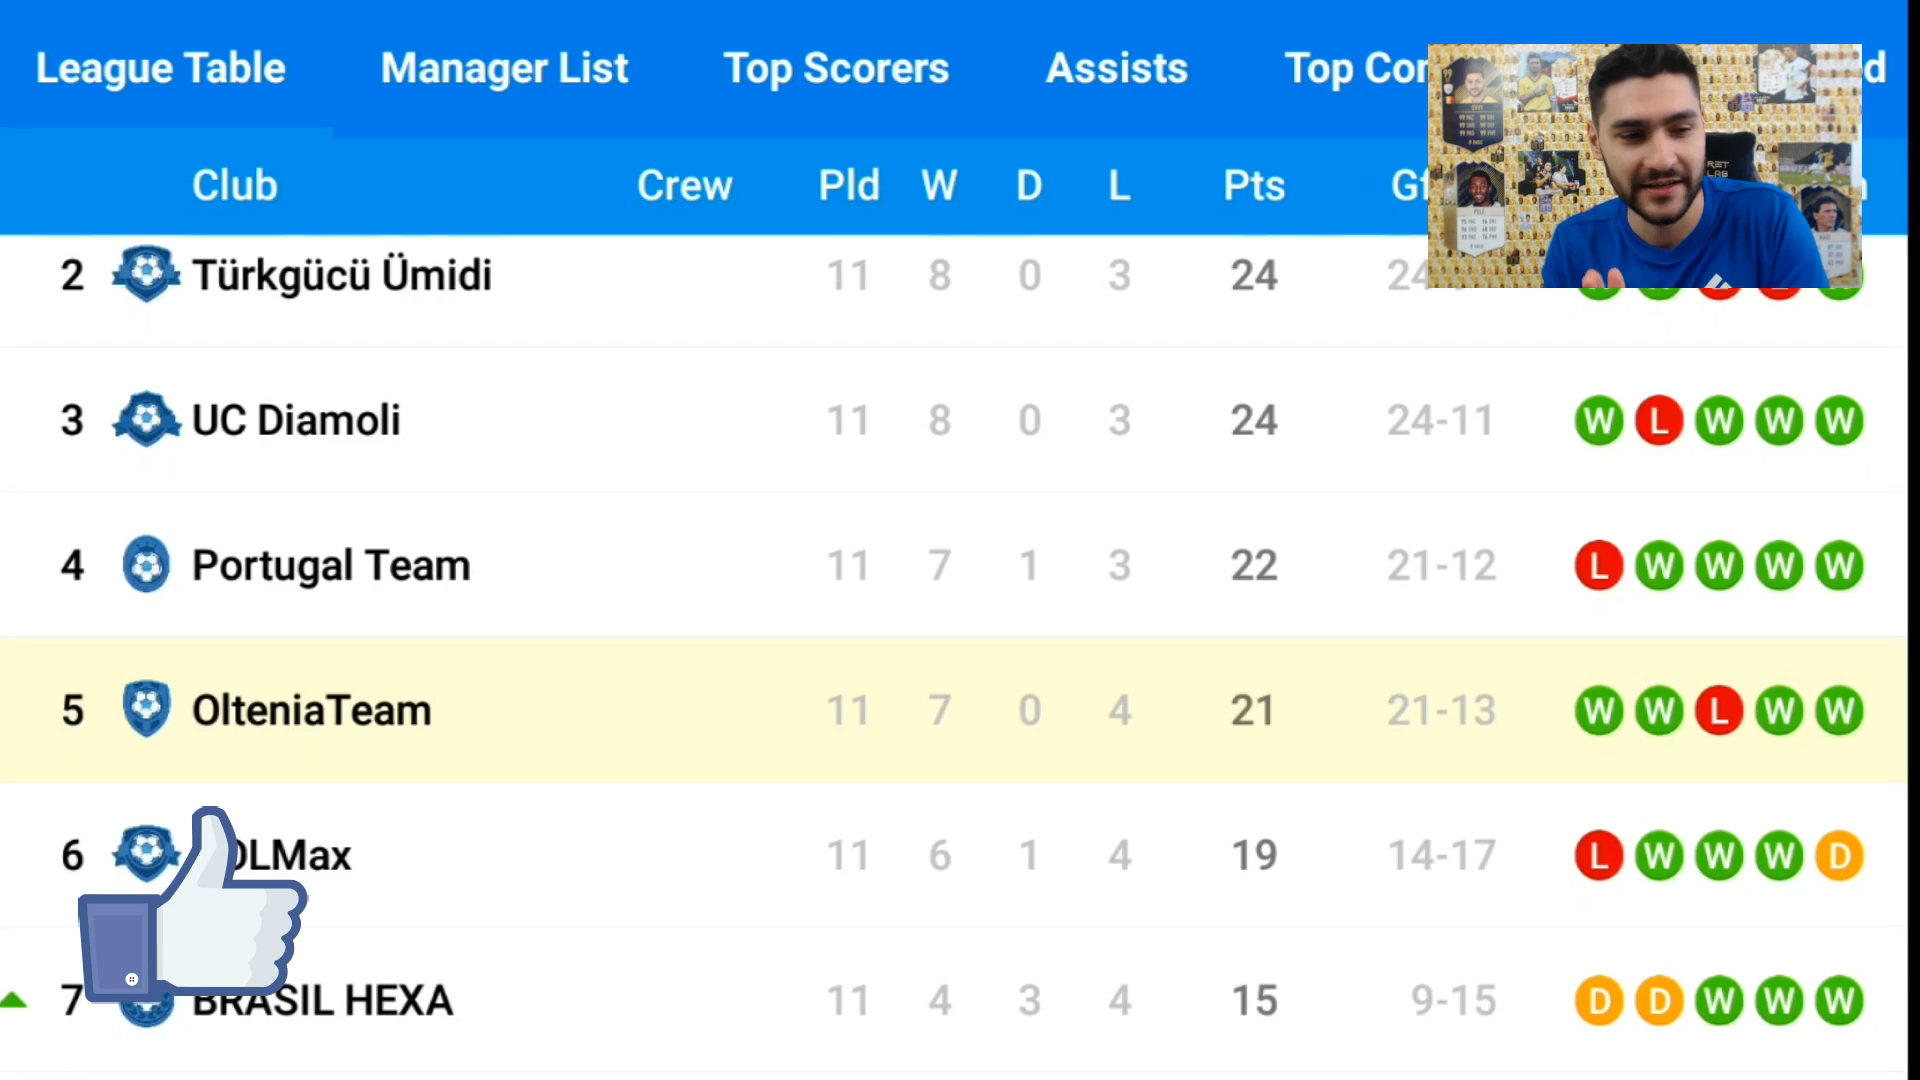 League Table Manager List Top Scorers Assists Top
Club Crew Pld W D L Pts
2 Türkgücü Ümidi 11 8 0 3 24 24
3 UC Diamoli 11 8 0 3 24 24-11 W L W W W
4 Portugal Team 11 7 1 3 22 21-12 L W W W W
5 OlteniaTeam 11 7 0 4 21 21-13 W W L W W
6 11 6 1 4 19 14-17 L W W W D
7 BRASIL HEXA 11 4 3 4 15 9-15 D D W W W